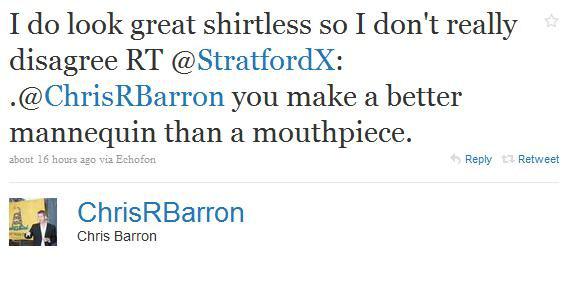 I do look great shirtless so I don't really
disagree RT @StratfordX:
.@ChrisRBarron you make a better
mannequin than a mouthpiece.
about 16 hours ago via Echofon Reply Retweet
ChrisRBarron
Chris Barron